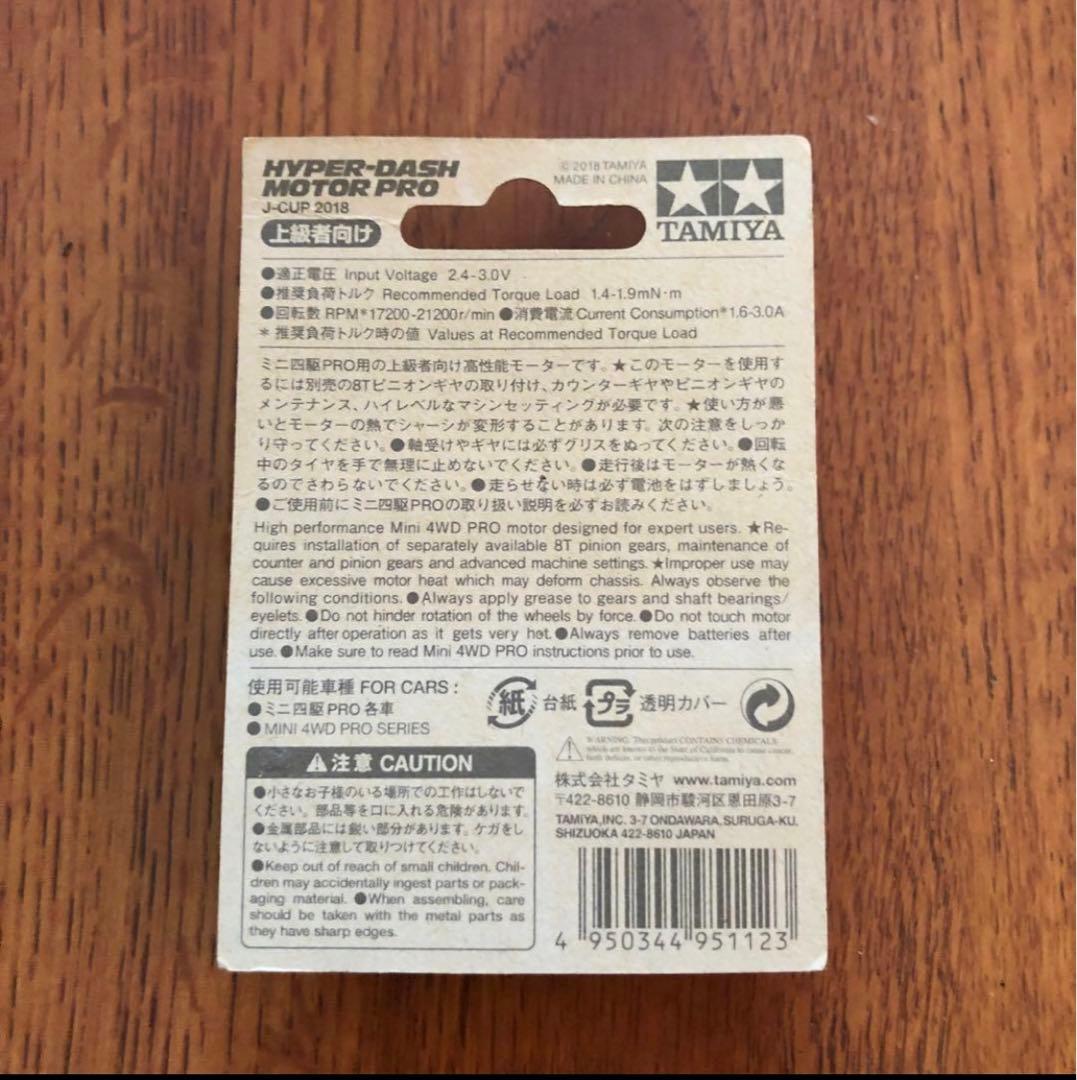 HYPER-DASH
MOTOR PRO
J-CUP 2018
上級者向け
©2018 TAMIYA
MADE IN CHINA
TAMIYA
●適正電圧 Input Voltage 2.4-3.0V
●推奨負荷トルク Recommended Torque Load 1.4-1.9mN·m
●回転数 RPM*17200-21200r/min ●消費電流 Current Consumption*1.6-3.0A
*推奨負荷トルク時の値 Values at Recommended Torque Load
ミニ四駆PRO用の上級者向け高性能モーターです。★このモーターを使用す
るには別売の8Tピニオンギヤの取り付け、カウンターギヤやピニオンギヤの
メンテナンス、ハイレベルなマシンセッティングが必要です。★使い方が悪
いとモーターの熱でシャーシが変形することがあります。次の注意をしっか
り守ってください。●軸受けやギヤには必ずグリスをぬってください。●回転
中のタイヤを手で無理に止めないでください。●走行後はモーターが熱くな
るのでさわらないでください。●走らせない時は必ず電池をはずしましょう。
●ご使用前にミニ四駆PROの取り扱い説明を必ずお読みください。
High performance Mini 4WD PRO motor designed for expert users. ★Re-
quires installation of separately available 8T pinion gears, maintenance of
counter and pinion gears and advanced machine settings. ★Improper use may
cause excessive motor heat which may deform chassis. Always observe the
following conditions. ●Always apply grease to gears and shaft bearings/
eyelets. ●Do not hinder rotation of the wheels by force. ●Do not touch motor
directly after operation as it gets very hot. ●Always remove batteries after
use. ●Make sure to read Mini 4WD PRO instructions prior to use.
使用可能車種 FOR CARS :
●ミニ四駆PRO各車
●MINI 4WD PRO SERIES
紙 台紙 プラ 透明カバー
WARNING: This product CONTAINS CHEMICALS
which are known to the State of California to cause cancer,
birth defects, or other reproductive harm.
⚠注意 CAUTION
●小さなお子様のいる場所での工作はしないで
ください。部品等を口に入れる危険があります。
●金属部品には鋭い部分があります。ケガをし
ないように注意して取りつけてください。
●Keep out of reach of small children. Chil-
dren may accidentally ingest parts or pack-
aging material. ●When assembling, care
should be taken with the metal parts as
they have sharp edges.
株式会社タミヤ www.tamiya.com
〒422-8610 静岡市駿河区恩田原3-7
TAMIYA, INC. 3-7 ONDAWARA, SURUGA-KU,
SHIZUOKA 422-8610 JAPAN
4 950344 951123